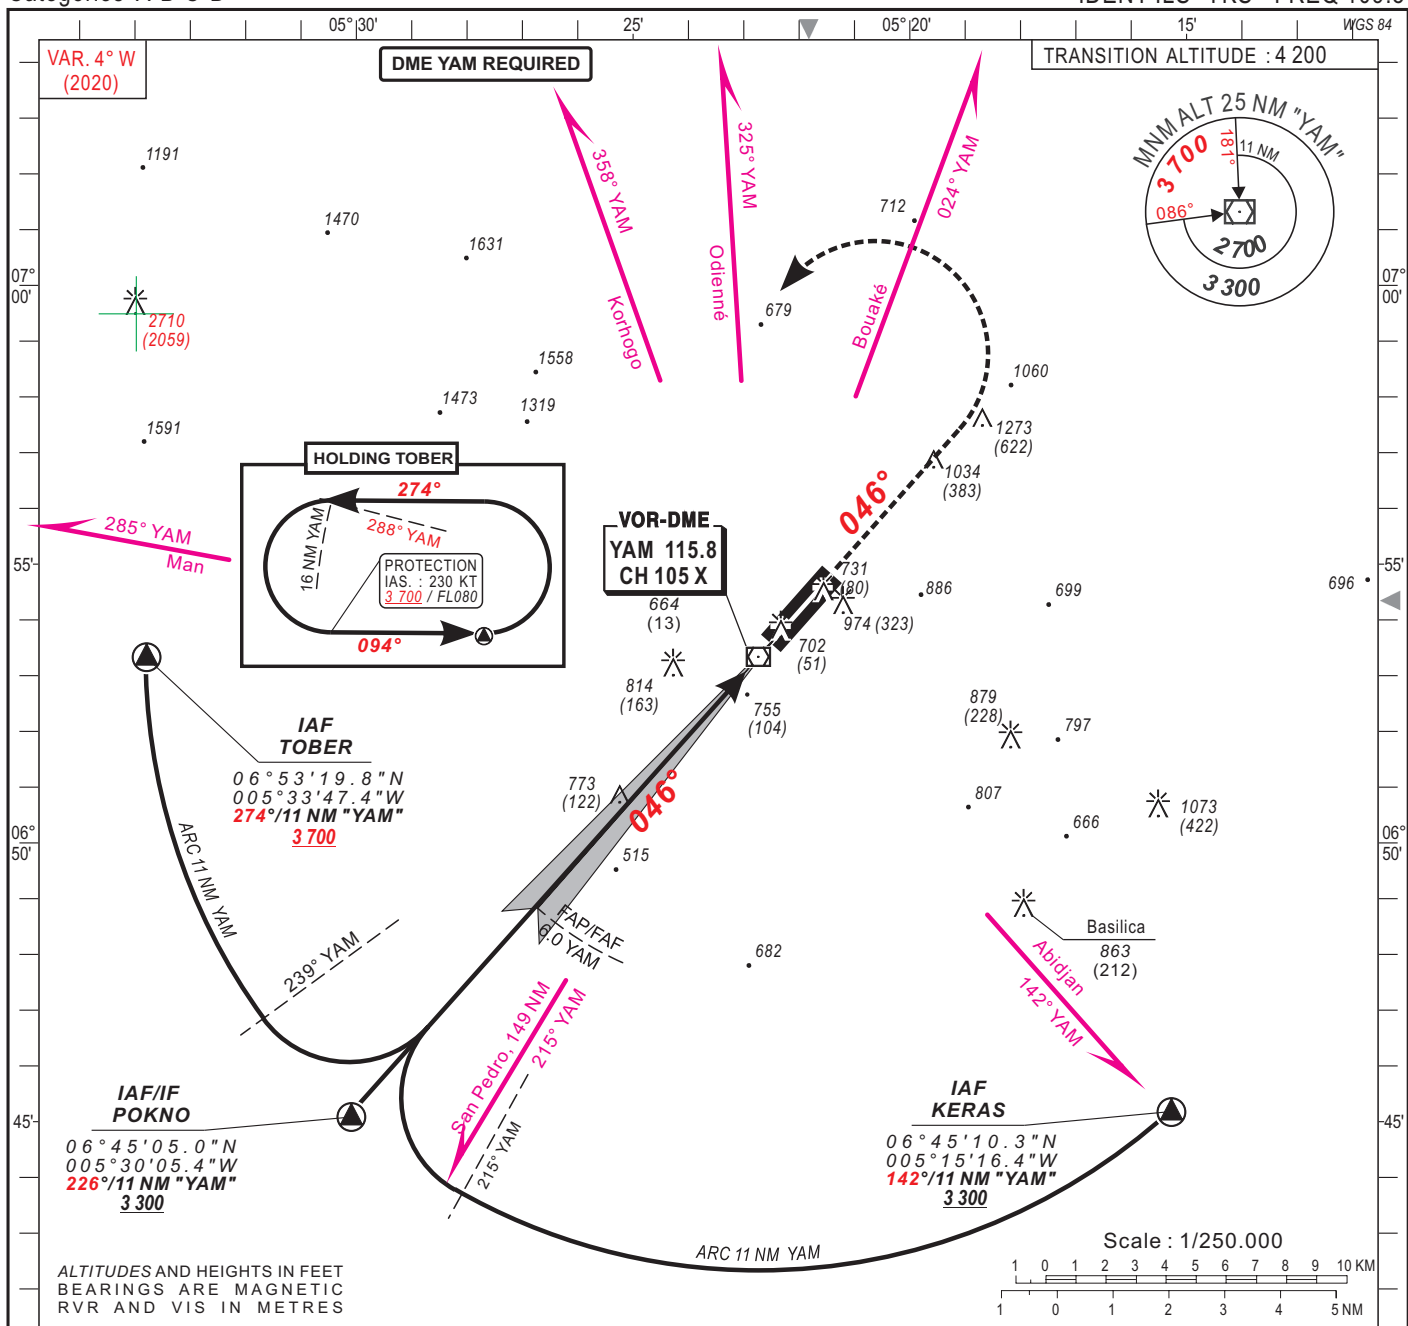 05° 30'
25'
05° 20'
15'
WGS 84
VAR. 4° W
(2020)
DME YAM REQUIRED
TRANSITION ALTITUDE : 4 200
MNM ALT 25 NM "YAM"
3 700
181°
11 NM
086°
2700
3 300
358° YAM
Korhogo
325° YAM
Odienné
024° YAM
Bouaké
1191
1470
1631
712
07°
00'
07°
00'
2710
(2059)
679
1558
1473
1319
1591
1060
1273
(622)
1034
(383)
046°
HOLDING TOBER
274°
288° YAM
16 NM YAM
PROTECTION
IAS. : 230 KT
3 700 / FL080
094°
285° YAM
Man
VOR-DME
YAM 115.8
CH 105 X
55'
55'
664
(13)
731
(80)
974 (323)
702
(51)
886
699
696
814
(163)
755
(104)
879
(228)
797
IAF
TOBER
06°53'19.8"N
005°33'47.4"W
274°/11 NM "YAM"
3 700
773
(122)
046°
807
666
1073
(422)
06°
50'
06°
50'
515
ARC 11 NM YAM
239° YAM
FAP/FAF
6.0 YAM
682
Basilica
863
(212)
Abidjan
142° YAM
San Pedro, 149 NM
215° YAM
215° YAM
IAF/IF
POKNO
06°45'05.0"N
005°30'05.4"W
226°/11 NM "YAM"
3 300
IAF
KERAS
06°45'10.3"N
005°15'16.4"W
142°/11 NM "YAM"
3 300
45'
45'
ARC 11 NM YAM
ALTITUDES AND HEIGHTS IN FEET
BEARINGS ARE MAGNETIC
RVR AND VIS IN METRES
Scale : 1/250.000
1 0 1 2 3 4 5 6 7 8 9 10 KM
1 0 1 2 3 4 5 NM